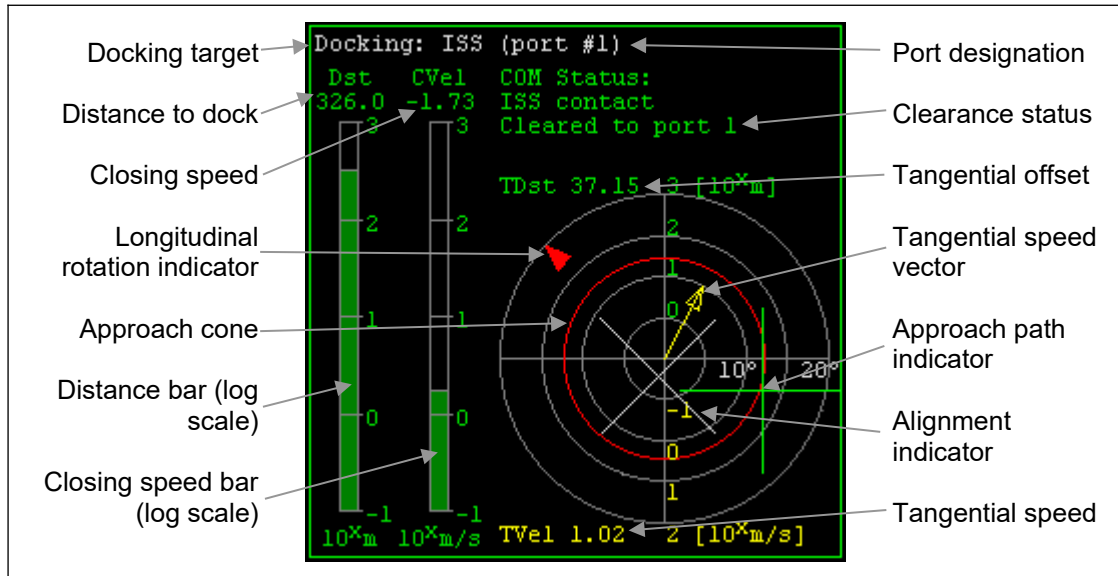 Docking target
Distance to dock
Closing speed
Longitudinal
rotation indicator
Approach cone
Distance bar (log
scale)
Closing speed bar
(log scale)
Docking: ISS (port #1)
Dst CVel COM Status:
326.0 -1.73 ISS contact
Cleared to port 1
3 3
TDst 37.15 3 [10^x m]
2 2 2
1
0
1 1
10° 20°
0 0 -1
0
1
-1 -1
10^x m 10^x m/s TVel 1.02 2 [10^x m/s]
Port designation
Clearance status
Tangential offset
Tangential speed
vector
Approach path
indicator
Alignment
indicator
Tangential speed